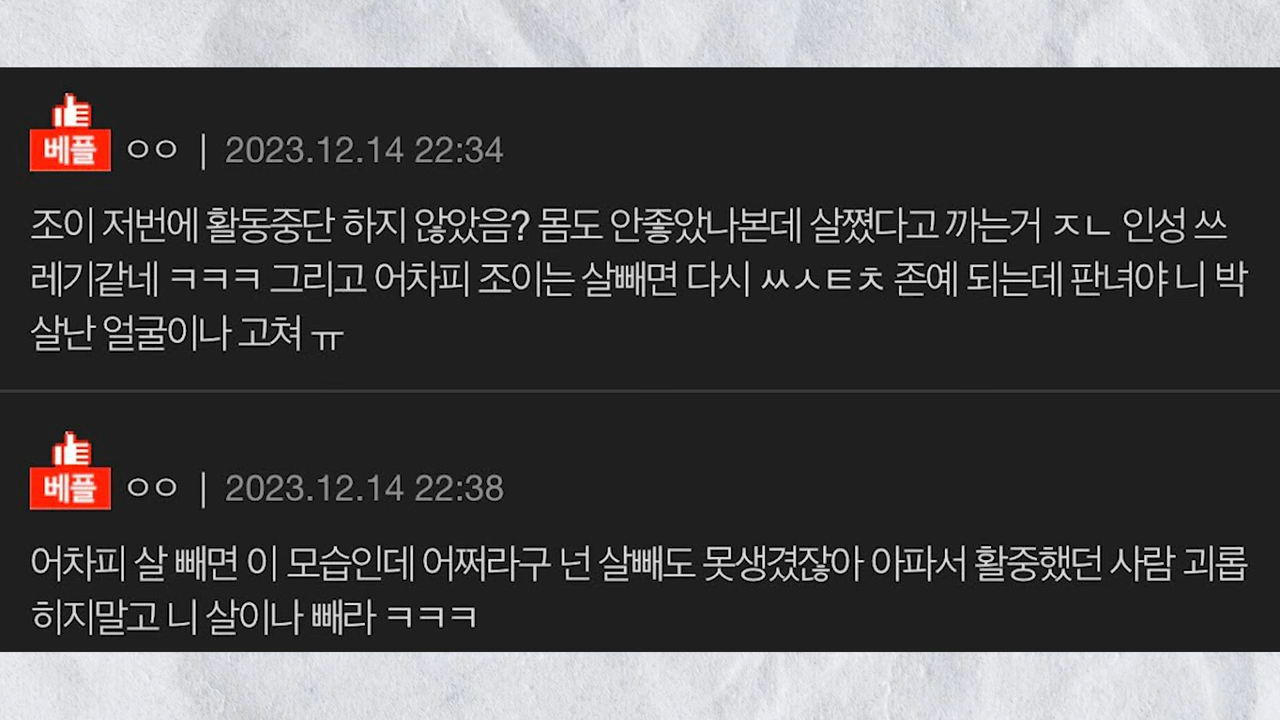 베플 ㅇㅇ | 2023.12.14 22:34
조이 저번에 활동중단 하지 않았음? 몸도 안좋았나본데 살쪘다고 까는거 ㅈㄴ 인성 쓰
레기같네 ㅋㅋㅋ 그리고 어차피 조이는 살빼면 다시 ㅆㅅㅌㅊ 존예 되는데 판녀야 니 박
살난 얼굴이나 고쳐 ㅠ
베플 ㅇㅇ | 2023.12.14 22:38
어차피 살 빼면 이 모습인데 어쩌라구 넌 살빼도 못생겼잖아 아파서 활중했던 사람 괴롭
히지말고 니 살이나 빼라 ㅋㅋㅋ